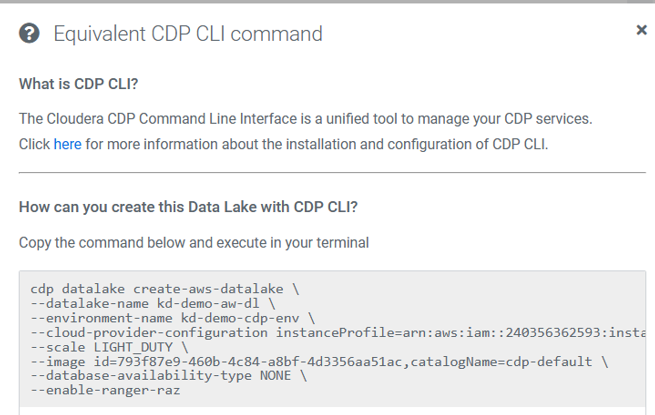 Equivalent CDP CLI command
What is CDP CLI?
The Cloudera CDP Command Line Interface is a unified tool to manage your CDP services.
Click here for more information about the installation and configuration of CDP CLI.
How can you create this Data Lake with CDP CLI?
Copy the command below and execute in your terminal
cdp datalake create-aws-datalake \
--datalake-name kd-demo-aw-dl \
--environment-name kd-demo-cdp-env \
--cloud-provider-configuration instanceProfile=arn:aws:iam::240356362593:insta
--scale LIGHT_DUTY \
--image id=793f87e9-460b-4c84-a8bf-4d3356aa51ac,catalogName=cdp-default \
--database-availability-type NONE \
--enable-ranger-raz